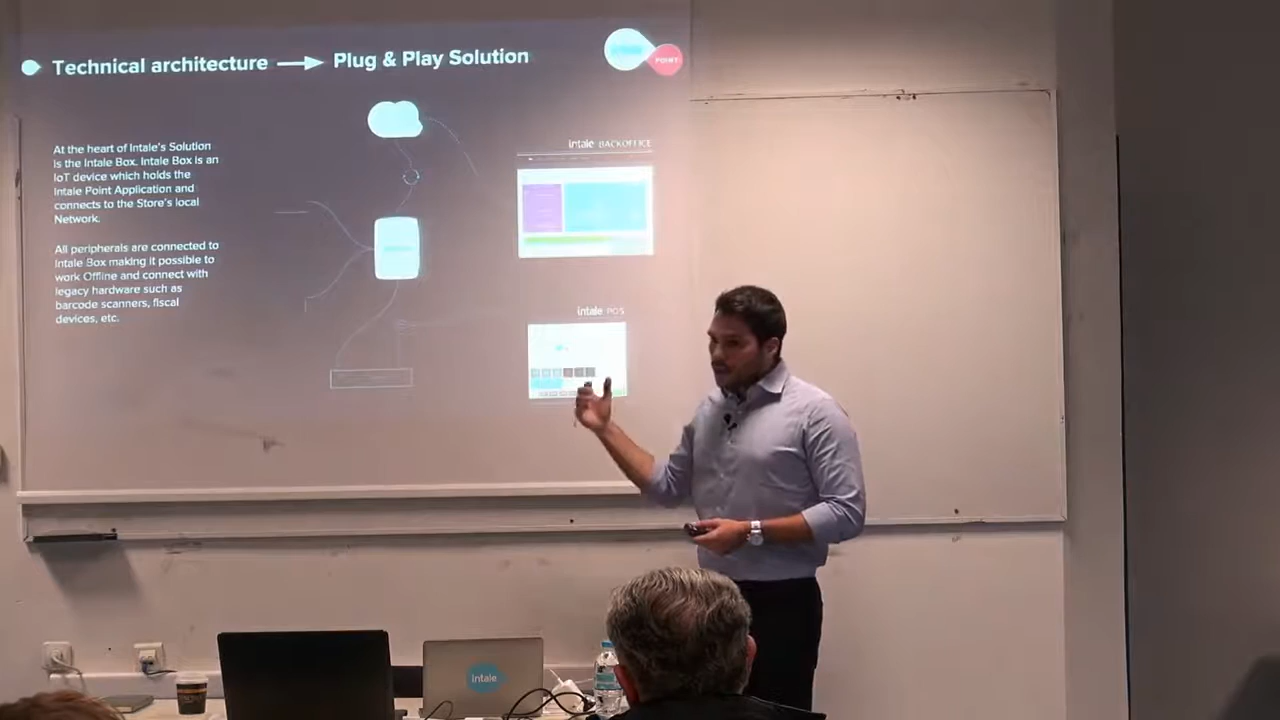 Technical architecture
Plug & Play Solution
POINT
At the heart of Intale's Solution
is the Intale Box. Intale Box is an
IoT device which holds the
Intale Point Application and
connects to the Store's local
Network.
All peripherals are connected to
Intale Box making it possible to
work Offline and connect with
legacy hardware such as
barcode scanners, fiscal
devices, etc.
intale BACKOFFICE
intale POS
intale